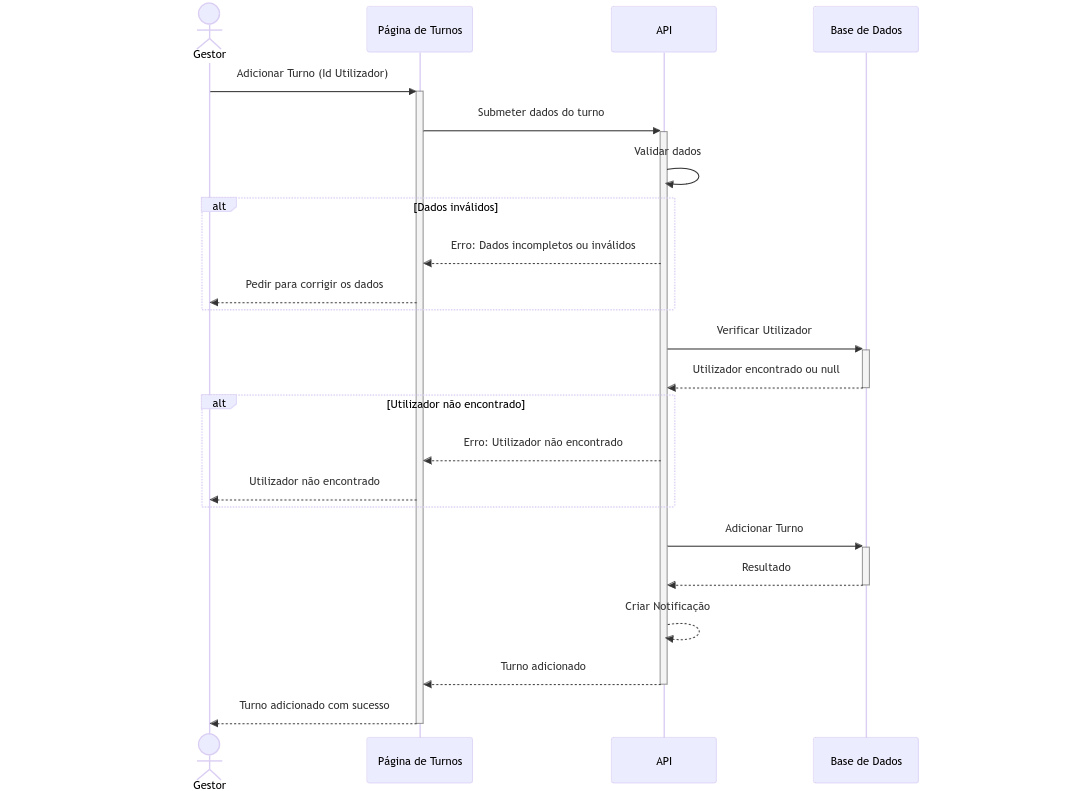 Gestor
Página de Turnos
API
Base de Dados
Adicionar Turno (Id Utilizador)
Submeter dados do turno
Validar dados
alt
[Dados inválidos]
Erro: Dados incompletos ou inválidos
Pedir para corrigir os dados
Verificar Utilizador
Utilizador encontrado ou null
alt
[Utilizador não encontrado]
Erro: Utilizador não encontrado
Utilizador não encontrado
Adicionar Turno
Resultado
Criar Notificação
Turno adicionado
Turno adicionado com sucesso
Gestor
Página de Turnos
API
Base de Dados